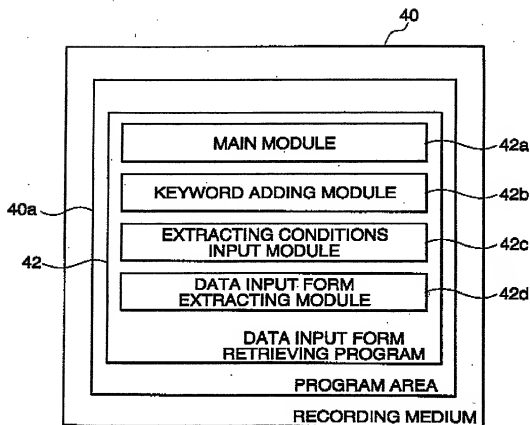 40
MAIN MODULE
42a
KEYWORD ADDING MODULE
42b
40a
EXTRACTING CONDITIONS
INPUT MODULE
42c
42
DATA INPUT FORM
EXTRACTING MODULE
42d
DATA INPUT FORM
RETRIEVING PROGRAM
PROGRAM AREA
RECORDING MEDIUM